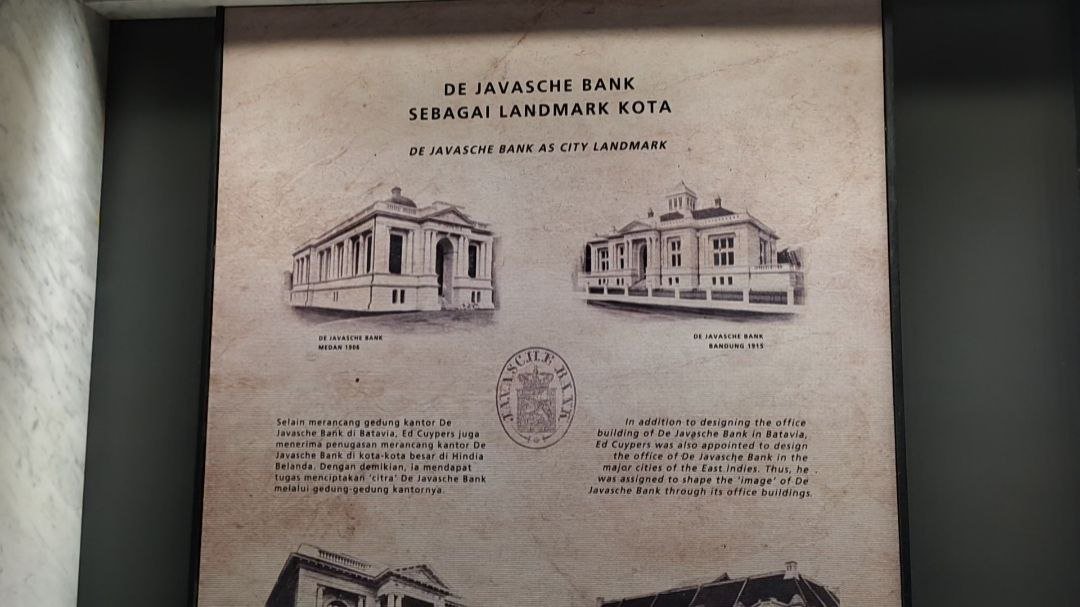 DE JAVASCHE BANK
SEBAGAI LANDMARK KOTA
DE JAVASCHE BANK AS CITY LANDMARK
DE JAVASCHE BANK
MEDAN 1906
DE JAVASCHE BANK
BANDUNG 1915
JAVASCHE BANK
Selain merancang gedung kantor De
Javasche Bank di Batavia, Ed Cuypers juga
menerima penugasan merancang kantor De
Javasche Bank di kota-kota besar di Hindia
Belanda. Dengan demikian, ia mendapat
tugas menciptakan 'citra' De Javasche Bank
melalui gedung-gedung kantornya.
In addition to designing the office
building of De Javasche Bank in Batavia,
Ed Cuypers was also appointed to design
the office of De Javasche Bank in the
major cities of the East Indies. Thus, he
was assigned to shape the 'image' of De
Javasche Bank through its office buildings.